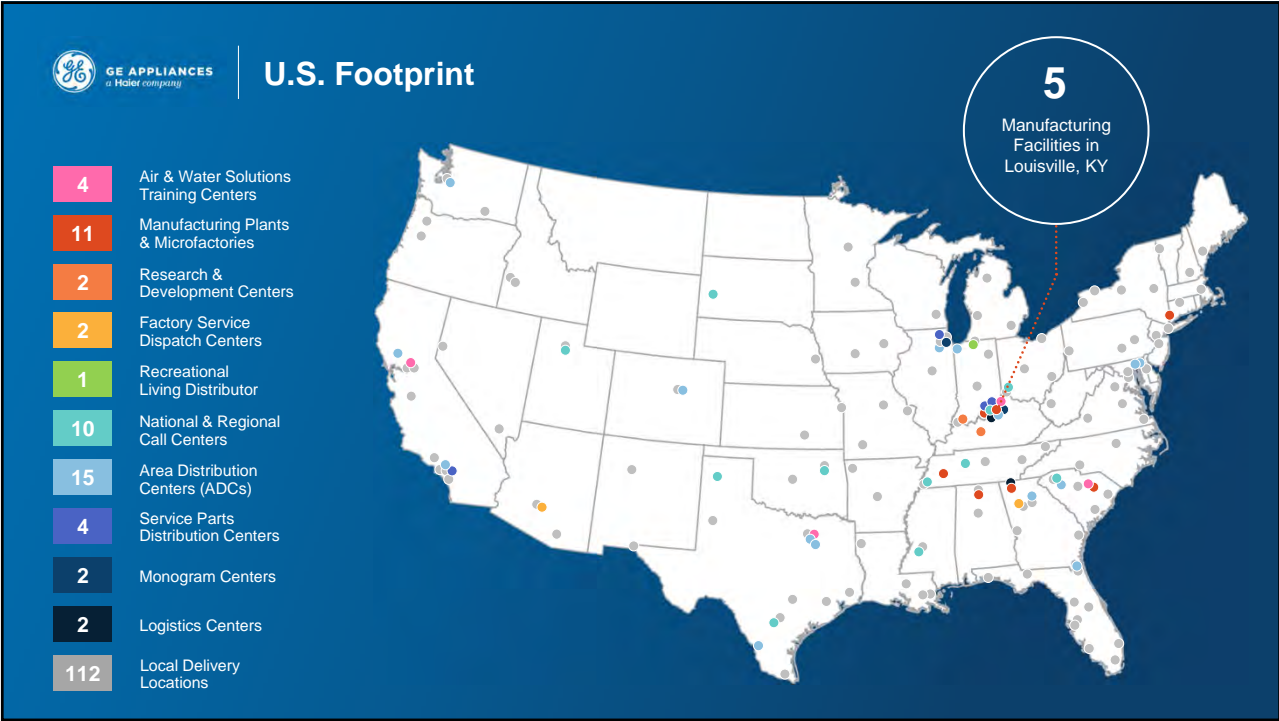 GE
GE APPLIANCES
a Haier company
U.S. Footprint
5
Manufacturing
Facilities in
Louisville, KY
4
Air & Water Solutions
Training Centers
11
Manufacturing Plants
& Microfactories
2
Research &
Development Centers
2
Factory Service
Dispatch Centers
1
Recreational
Living Distributor
10
National & Regional
Call Centers
15
Area Distribution
Centers (ADCs)
4
Service Parts
Distribution Centers
2
Monogram Centers
2
Logistics Centers
112
Local Delivery
Locations